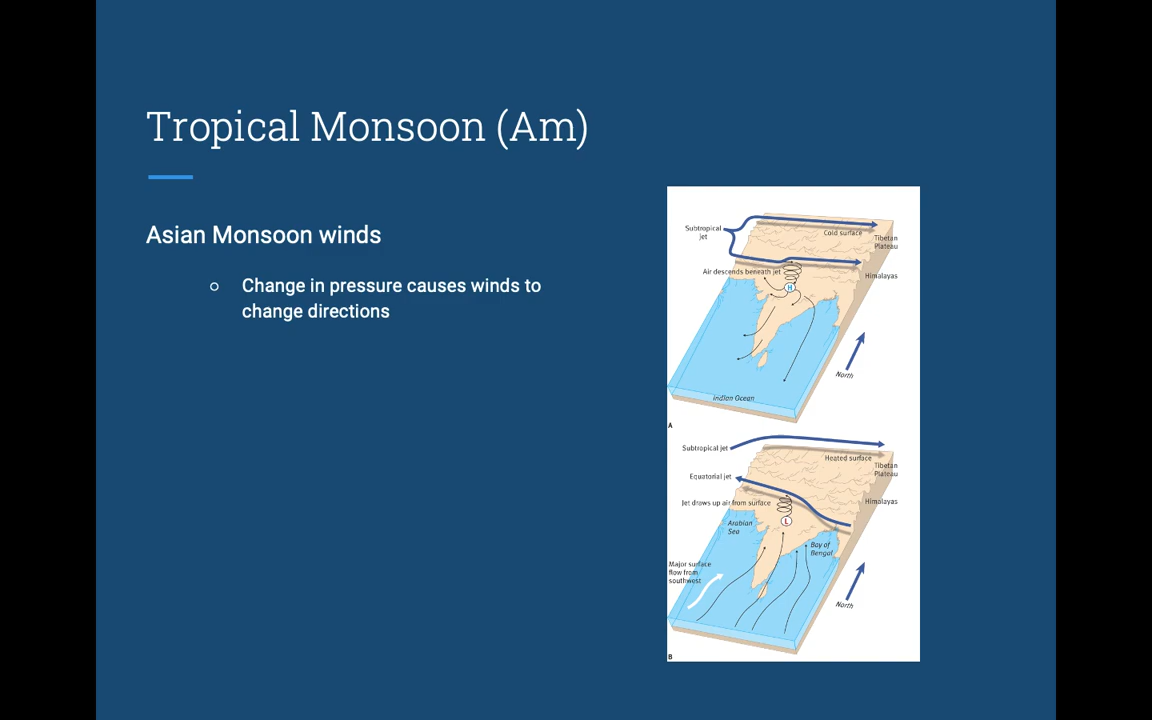 Tropical Monsoon (Am)
Asian Monsoon winds
Change in pressure causes winds to
change directions
Subtropical
jet
Cold surface
Tibetan
Plateau
Air descends beneath jet
Himalayas
H
North
Indian Ocean
A
Subtropical jet
Heated surface
Tibetan
Plateau
Equatorial jet
Jet draws up air from surface
Himalayas
L
Arabian
Sea
Bay of
Bengal
Major surface
flow from
southwest
North
B